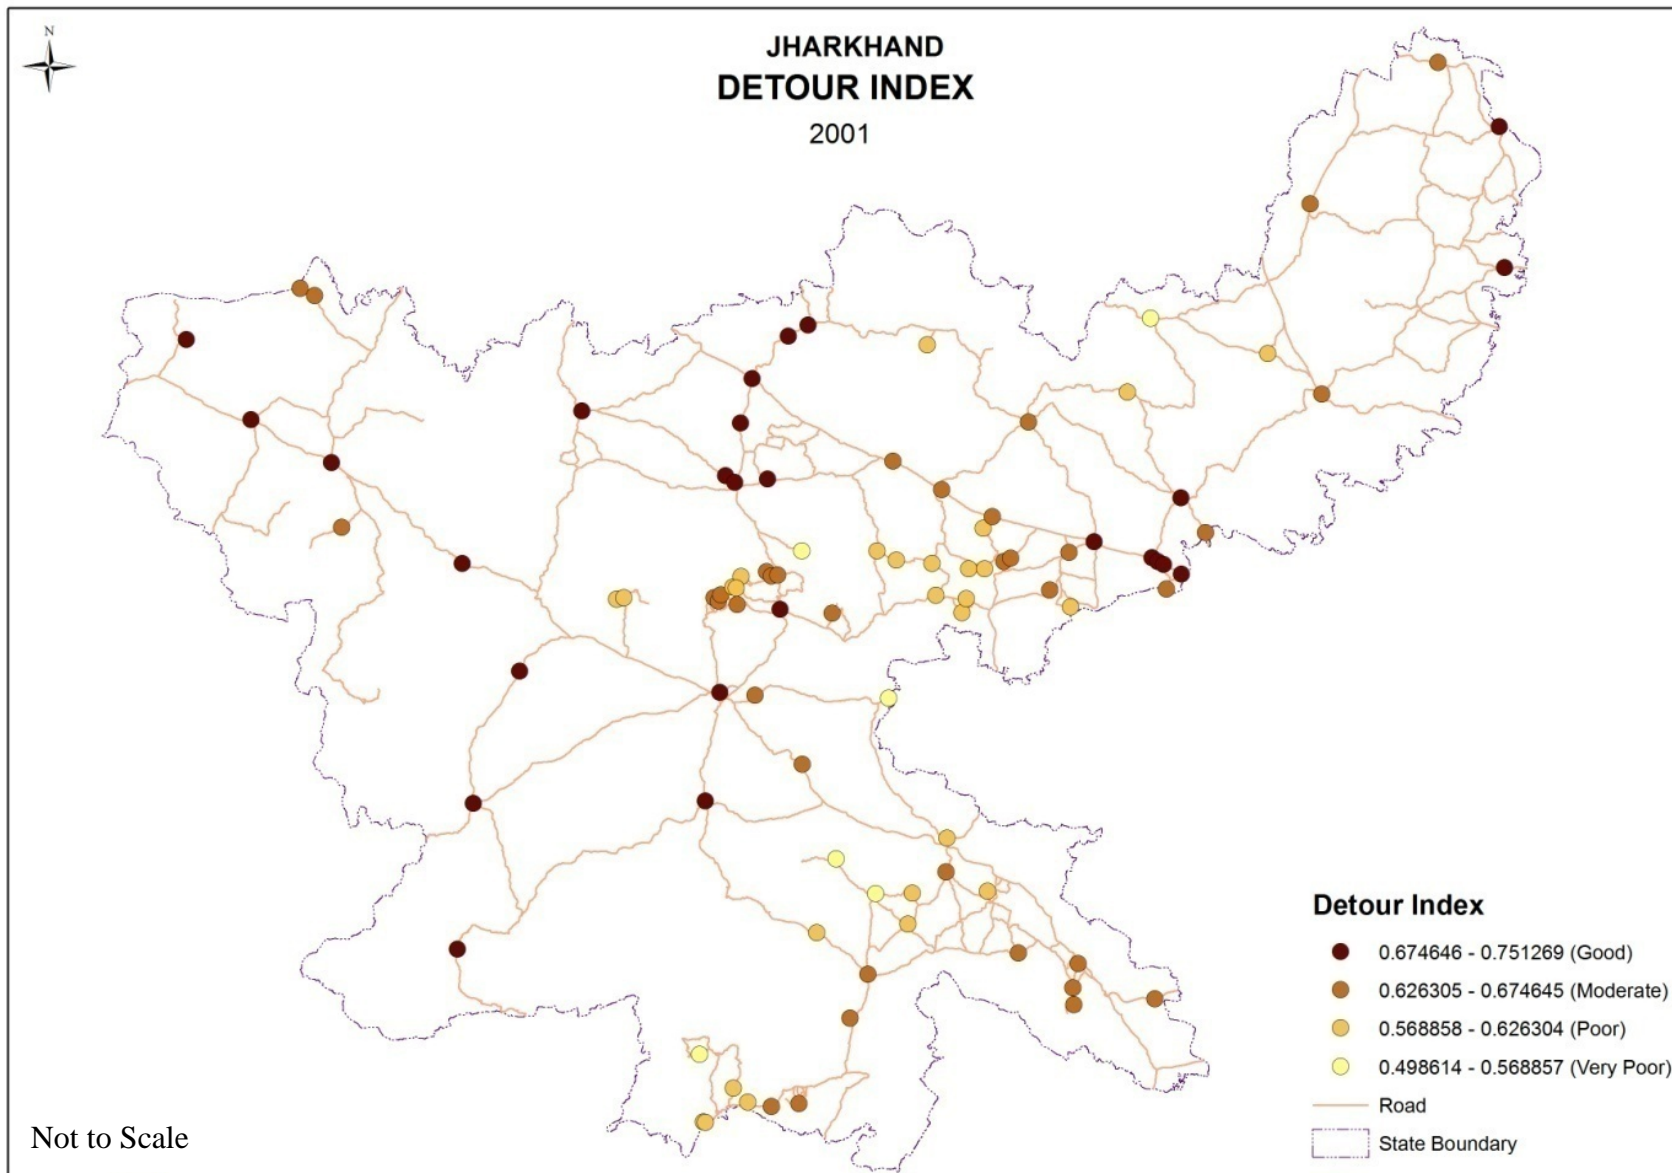 N
JHARKHAND
DETOUR INDEX
2001
Detour Index
0.674646 - 0.751269 (Good)
0.626305 - 0.674645 (Moderate)
0.568858 - 0.626304 (Poor)
0.498614 - 0.568857 (Very Poor)
Road
State Boundary
Not to Scale